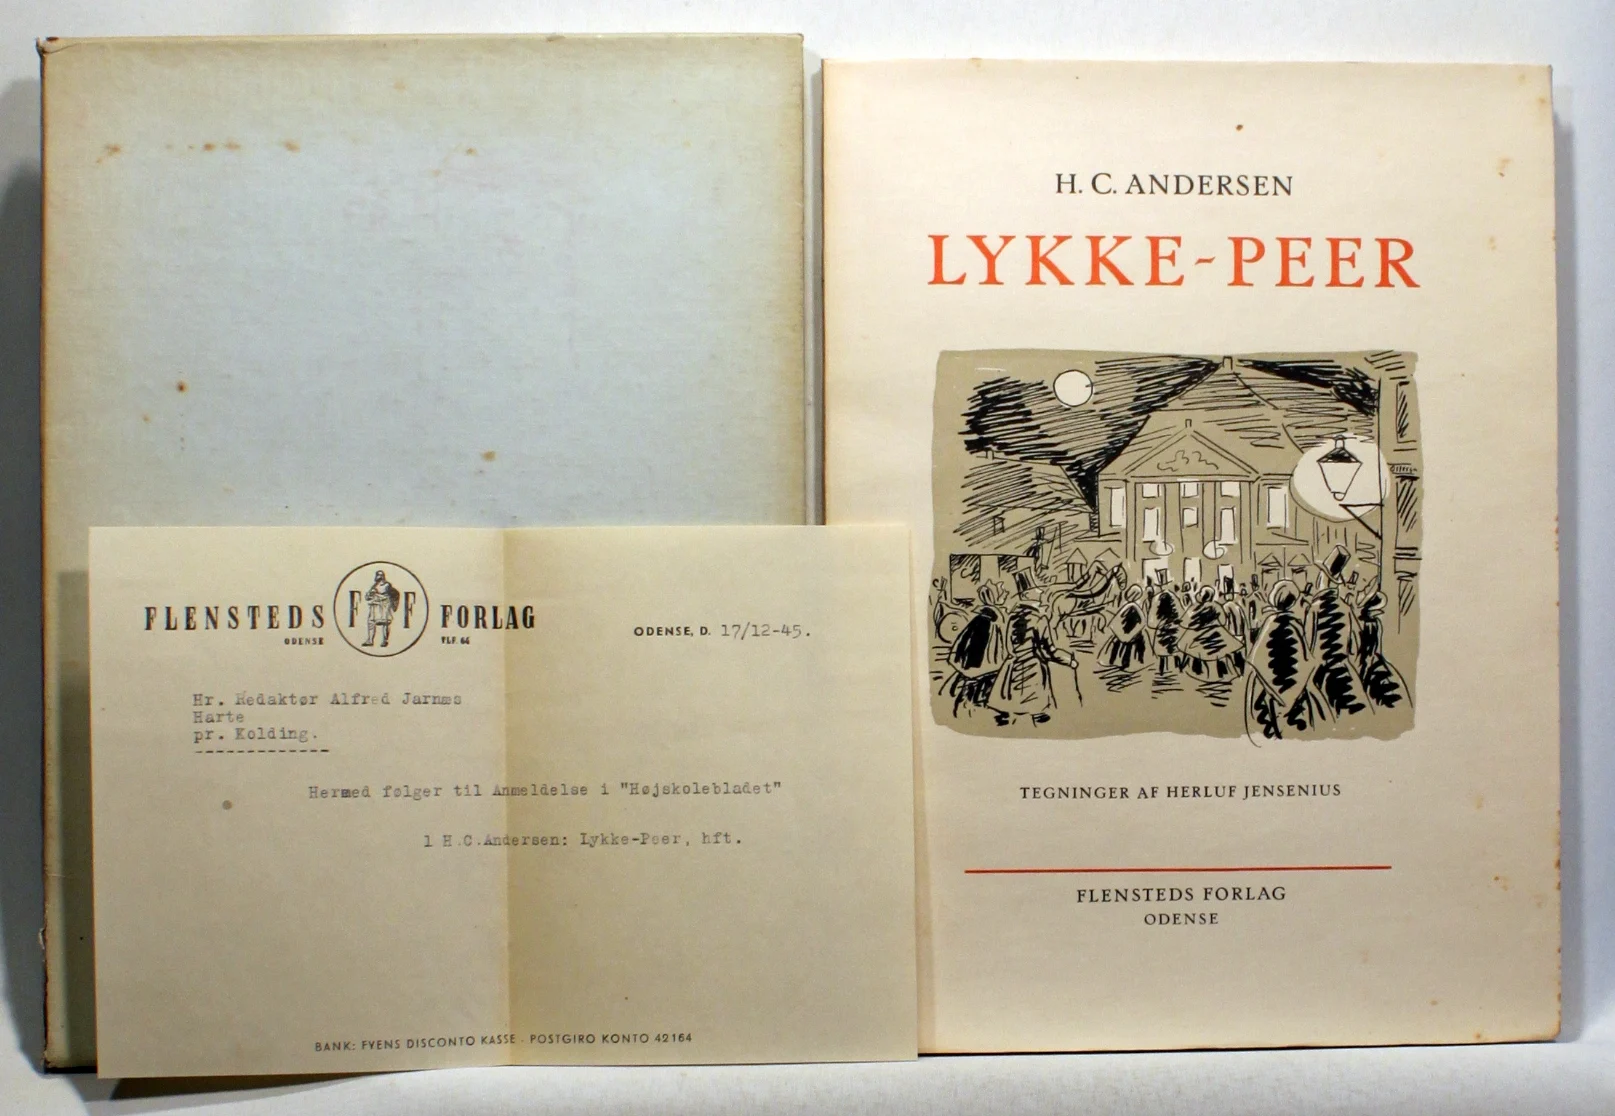 FLENSTEDS FF FORLAG
ODENSE TLF. 66
ODENSE, D. 17/12-45.
Hr. Redaktør Alfred Jarnæs
Harte
pr. Kolding.
-------------
Hermed følger til Anmeldelse i "Højskolebladet"
1 H.C.Andersen: Lykke-Peer, hft.
BANK: FYENS DISCONTO KASSE - POSTGIRO KONTO 42164
H. C. ANDERSEN
LYKKE-PEER
TEGNINGER AF HERLUF JENSENIUS
FLENSTEDS FORLAG
ODENSE